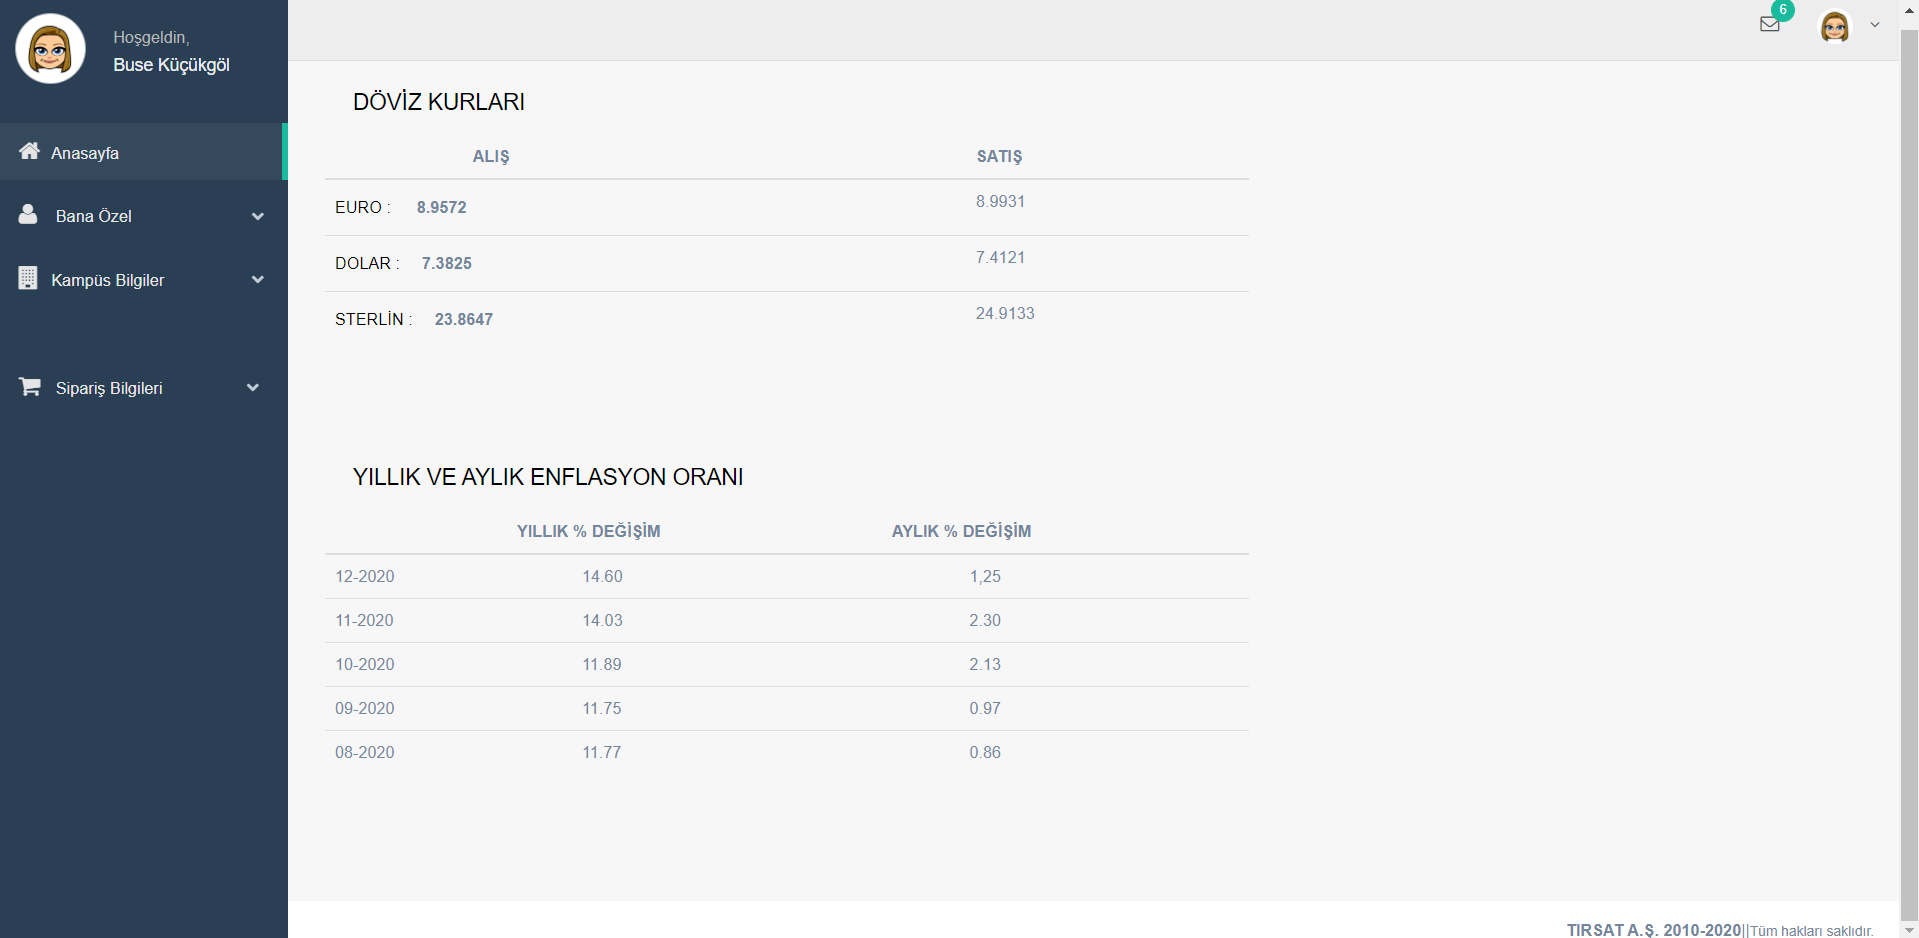 Hoşgeldin,
Buse Küçükgöl
6
Anasayfa
Bana Özel
Kampüs Bilgiler
Sipariş Bilgileri
DÖVİZ KURLARI
ALIŞ SATIŞ
EURO : 8.9572 8.9931
DOLAR : 7.3825 7.4121
STERLİN : 23.8647 24.9133
YILLIK VE AYLIK ENFLASYON ORANI
YILLIK % DEĞİŞİM AYLIK % DEĞİŞİM
12-2020 14.60 1,25
11-2020 14.03 2.30
10-2020 11.89 2.13
09-2020 11.75 0.97
08-2020 11.77 0.86
TIRSAT A.Ş. 2010-2020||Tüm hakları saklıdır.